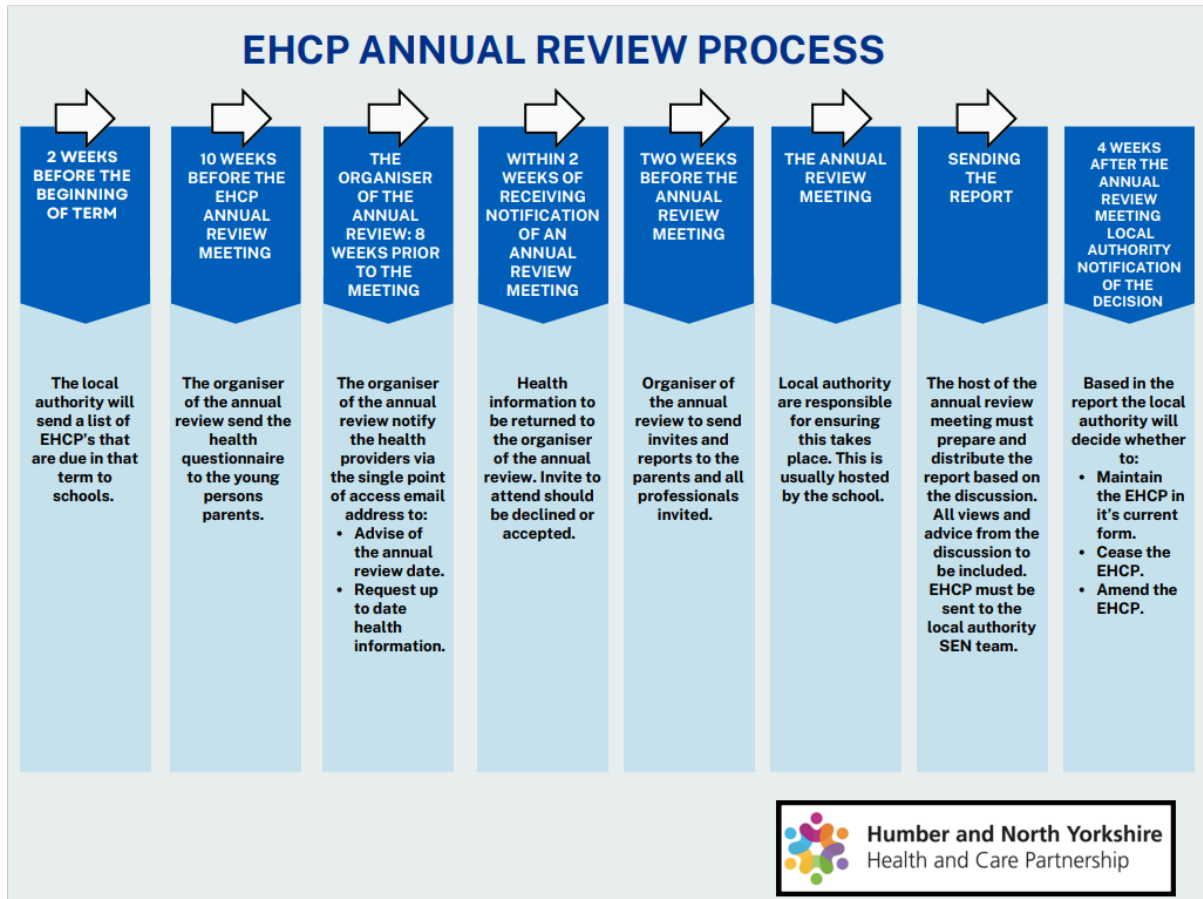 EHCP ANNUAL REVIEW PROCESS
2 WEEKS
BEFORE THE
BEGINNING
OF TERM
The local
authority will
send a list of
EHCP's that
are due in that
term to
schools.
10 WEEKS
BEFORE THE
EHCP
ANNUAL
REVIEW
MEETING
The organiser
of the annual
review send the
health
questionnaire
to the young
persons
parents.
THE
ORGANISER
OF THE
ANNUAL
REVIEW: 8
WEEKS PRIOR
TO THE
MEETING
The organiser
of the annual
review notify
the health
providers via
the single point
of access email
address to:
• Advise of
the annual
review date.
• Request up
to date
health
information.
WITHIN 2
WEEKS OF
RECEIVING
NOTIFICATION
OF AN
ANNUAL
REVIEW
MEETING
Health
information to
be returned to
the organiser
of the annual
review. Invite to
attend should
be declined or
accepted.
TWO WEEKS
BEFORE THE
ANNUAL
REVIEW
MEETING
Organiser of
the annual
review to send
invites and
reports to the
parents and all
professionals
invited.
THE ANNUAL
REVIEW
MEETING
Local authority
are responsible
for ensuring
this takes
place. This is
usually hosted
by the school.
SENDING
THE
REPORT
The host of the
annual review
meeting must
prepare and
distribute the
report based on
the discussion.
All views and
advice from the
discussion to
be included.
EHCP must be
sent to the
local authority
SEN team.
4 WEEKS
AFTER THE
ANNUAL
REVIEW
MEETING
LOCAL
AUTHORITY
NOTIFICATION
OF THE
DECISION
Based in the
report the local
authority will
decide whether
to:
• Maintain
the EHCP in
it's current
form.
• Cease the
EHCP.
• Amend the
EHCP.
Humber and North Yorkshire
Health and Care Partnership